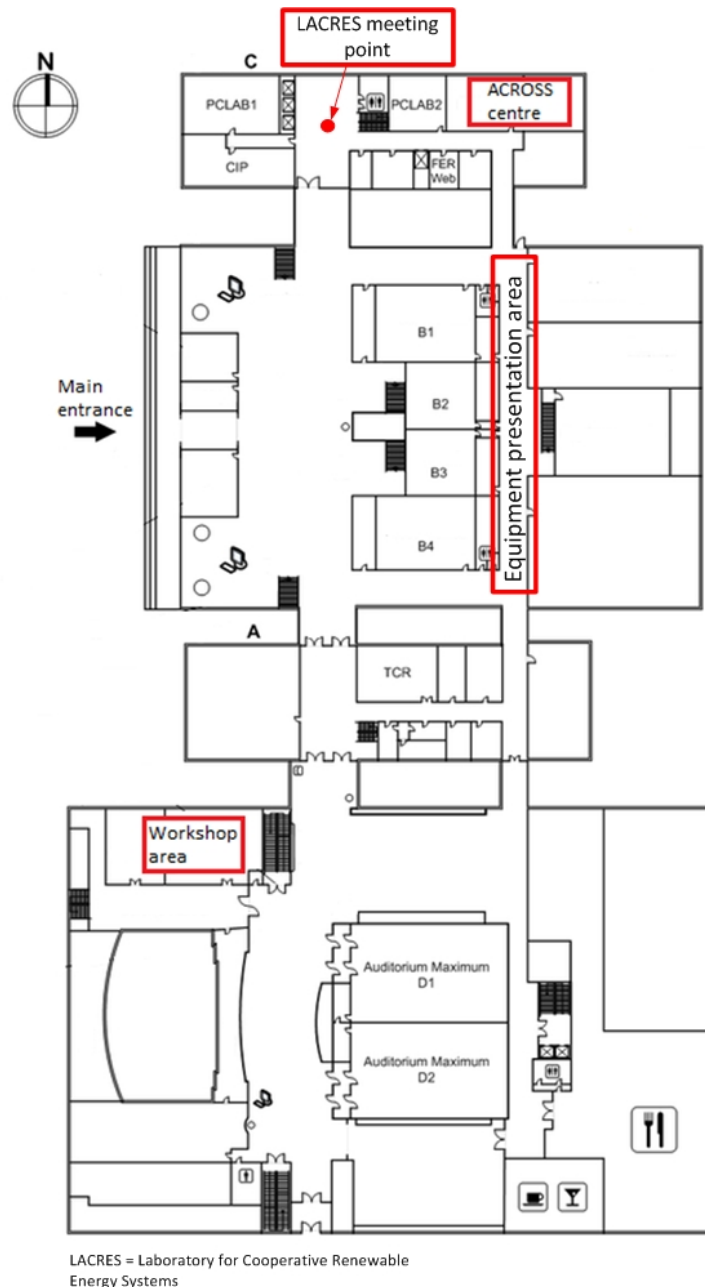 LACRES meeting
point
N
C
PCLAB1
PCLAB2
ACROSS
centre
CIP
FER
Web
Equipment presentation area
B1
Main
entrance
B2
B3
B4
A
TCR
Workshop
area
Auditorium Maximum
D1
Auditorium Maximum
D2
LACRES = Laboratory for Cooperative Renewable
Energy Systems